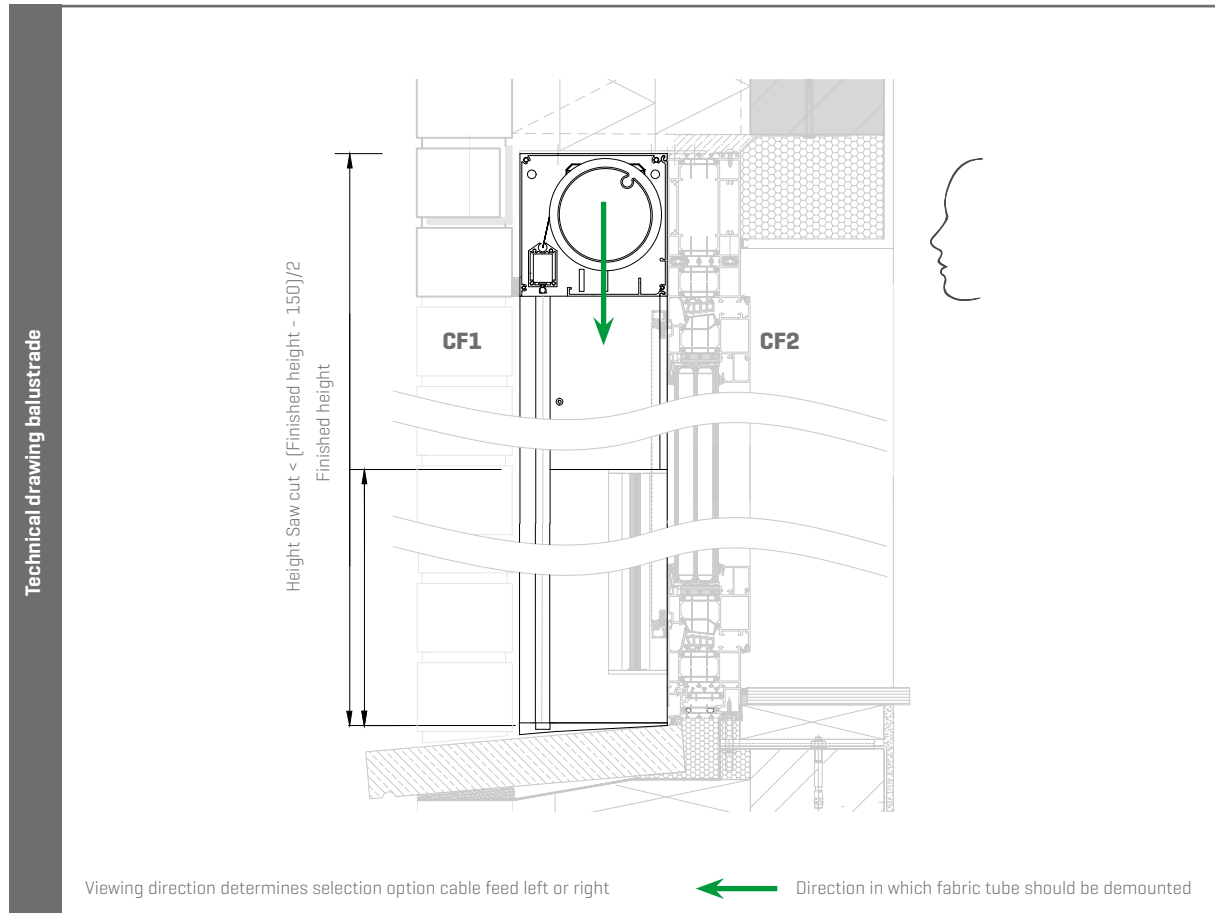 Technical drawing balustrade
Height Saw cut < (Finished height - 150)/2
Finished height
CF1
CF2
Viewing direction determines selection option cable feed left or right
Direction in which fabric tube should be demounted